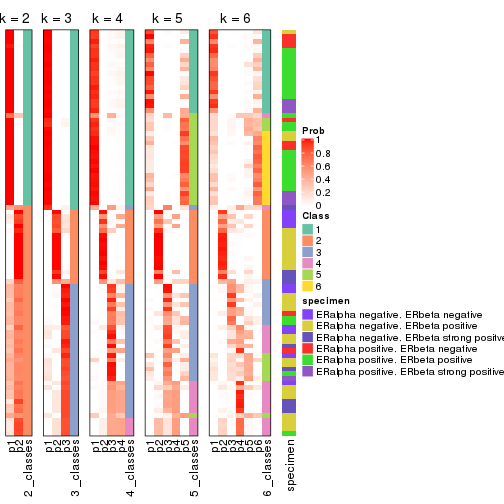 k = 2
k = 3
k = 4
k = 5
k = 6
Prob
1
0.8
0.6
0.4
0.2
0
Class
1
2
3
4
5
6
specimen
ERalpha negative. ERbeta negative
ERalpha negative. ERbeta positive
ERalpha negative. ERbeta strong positive
ERalpha positive. ERbeta negative
ERalpha positive. ERbeta positive
ERalpha positive. ERbeta strong positive
p1
p2
2_classes
p1
p2
p3
3_classes
p1
p2
p3
p4
4_classes
p1
p2
p3
p4
p5
5_classes
p1
p2
p3
p4
p5
p6
6_classes
specimen